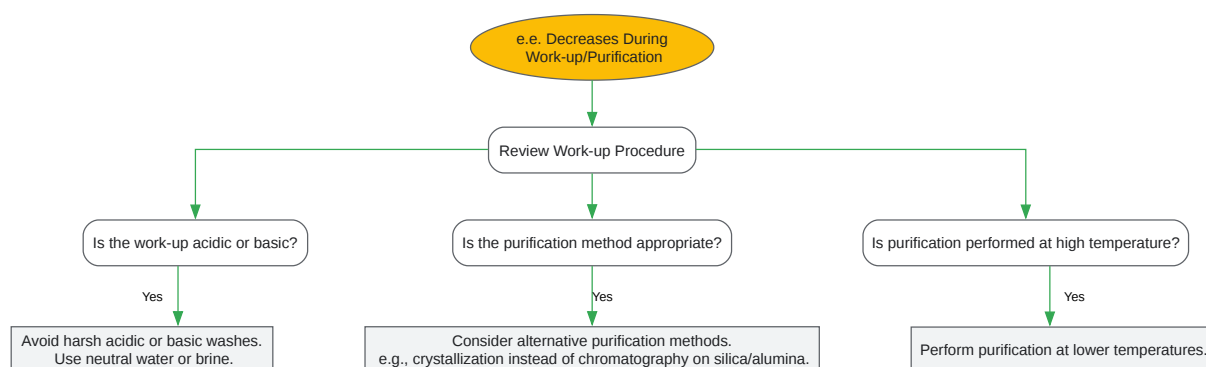 e.e. Decreases During
Work-up/Purification
Review Work-up Procedure
Is the work-up acidic or basic?
Is the purification method appropriate?
Is purification performed at high temperature?
Yes
Yes
Yes
Avoid harsh acidic or basic washes.
Use neutral water or brine.
Consider alternative purification methods.
e.g., crystallization instead of chromatography on silica/alumina.
Perform purification at lower temperatures.